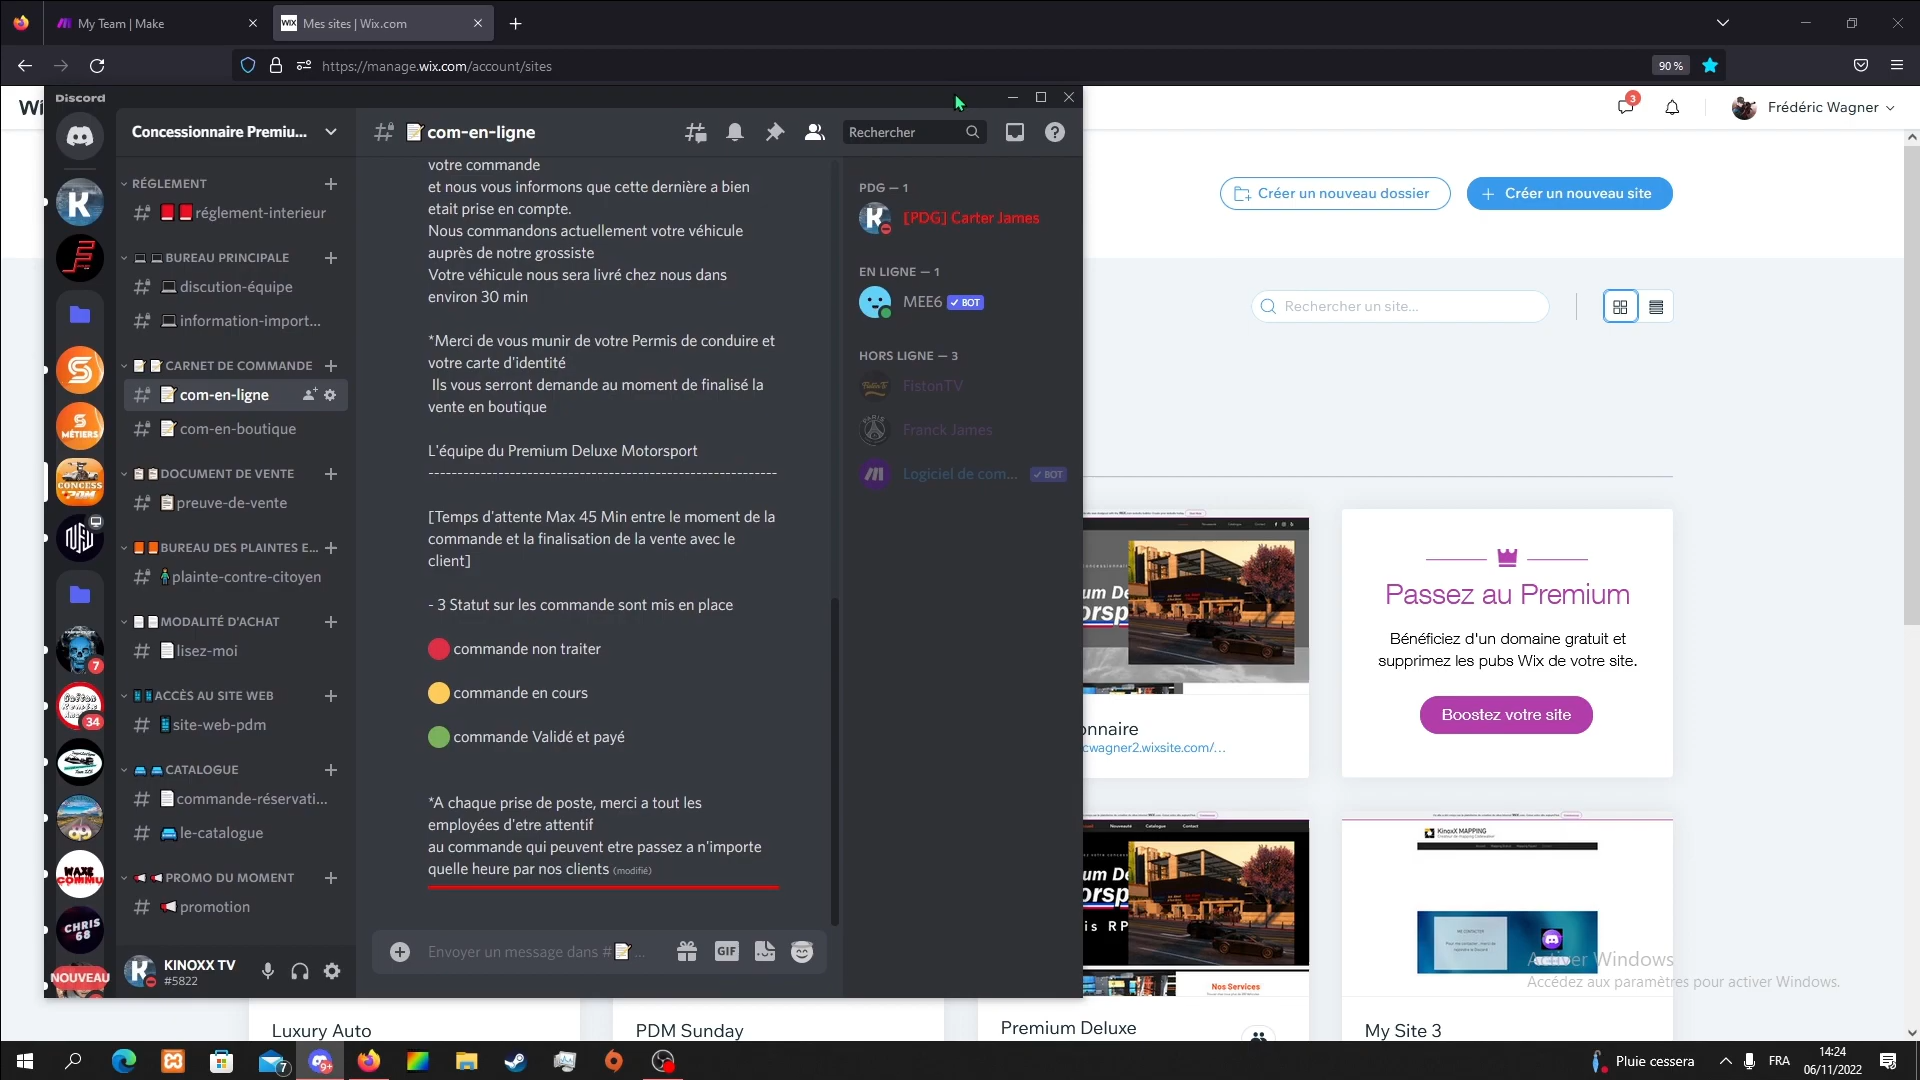 My Team | Make
Mes sites | Wix.com
https://manage.wix.com/account/sites
90 %
Discord
Concessionnaire Premiu...
RÉGLEMENT
réglement-interieur
BUREAU PRINCIPALE
discution-équipe
information-import...
CARNET DE COMMANDE
com-en-ligne
com-en-boutique
DOCUMENT DE VENTE
preuve-de-vente
BUREAU DES PLAINTES E...
plainte-contre-citoyen
MODALITÉ D'ACHAT
lisez-moi
ACCÈS AU SITE WEB
site-web-pdm
CATALOGUE
commande-réservati...
le-catalogue
PROMO DU MOMENT
promotion
KINOXX TV
#5822
MÉTIERS
CONCESS
PDM
7
34
WAXE
COMMU
CHRIS
68
NOUVEAU
com-en-ligne
Rechercher
votre commande
et nous vous informons que cette dernière a bien
etait prise en compte.
Nous commandons actuellement votre véhicule
auprès de notre grossiste
Votre véhicule nous sera livré chez nous dans
environ 30 min
*Merci de vous munir de votre Permis de conduire et
votre carte d'identité
Ils vous serront demande au moment de finalisé la
vente en boutique
L'équipe du Premium Deluxe Motorsport
------------------------------------------------------------
[Temps d'attente Max 45 Min entre le moment de la
commande et la finalisation de la vente avec le
client]
- 3 Statut sur les commande sont mis en place
commande non traiter
commande en cours
commande Validé et payé
*A chaque prise de poste, merci a tout les
employées d'etre attentif
au commande qui peuvent etre passez a n'importe
quelle heure par nos clients (modifié)
Envoyer un message dans # ...
GIF
PDG — 1
[PDG] Carter James
EN LIGNE — 1
MEE6 BOT
HORS LIGNE — 3
FistonTV
Franck James
Logiciel de com... BOT
Wi
3
Frédéric Wagner
Créer un nouveau dossier
Créer un nouveau site
Rechercher un site...
onnaire
cwagner2.wixsite.com/...
Passez au Premium
Bénéficiez d'un domaine gratuit et
supprimez les pubs Wix de votre site.
Boostez votre site
Nos Services
KinoxX MAPPING
Activer Windows
Accédez aux paramètres pour activer Windows.
Luxury Auto
PDM Sunday
Premium Deluxe
My Site 3
7
9+
Pluie cessera
FRA
14:24
06/11/2022